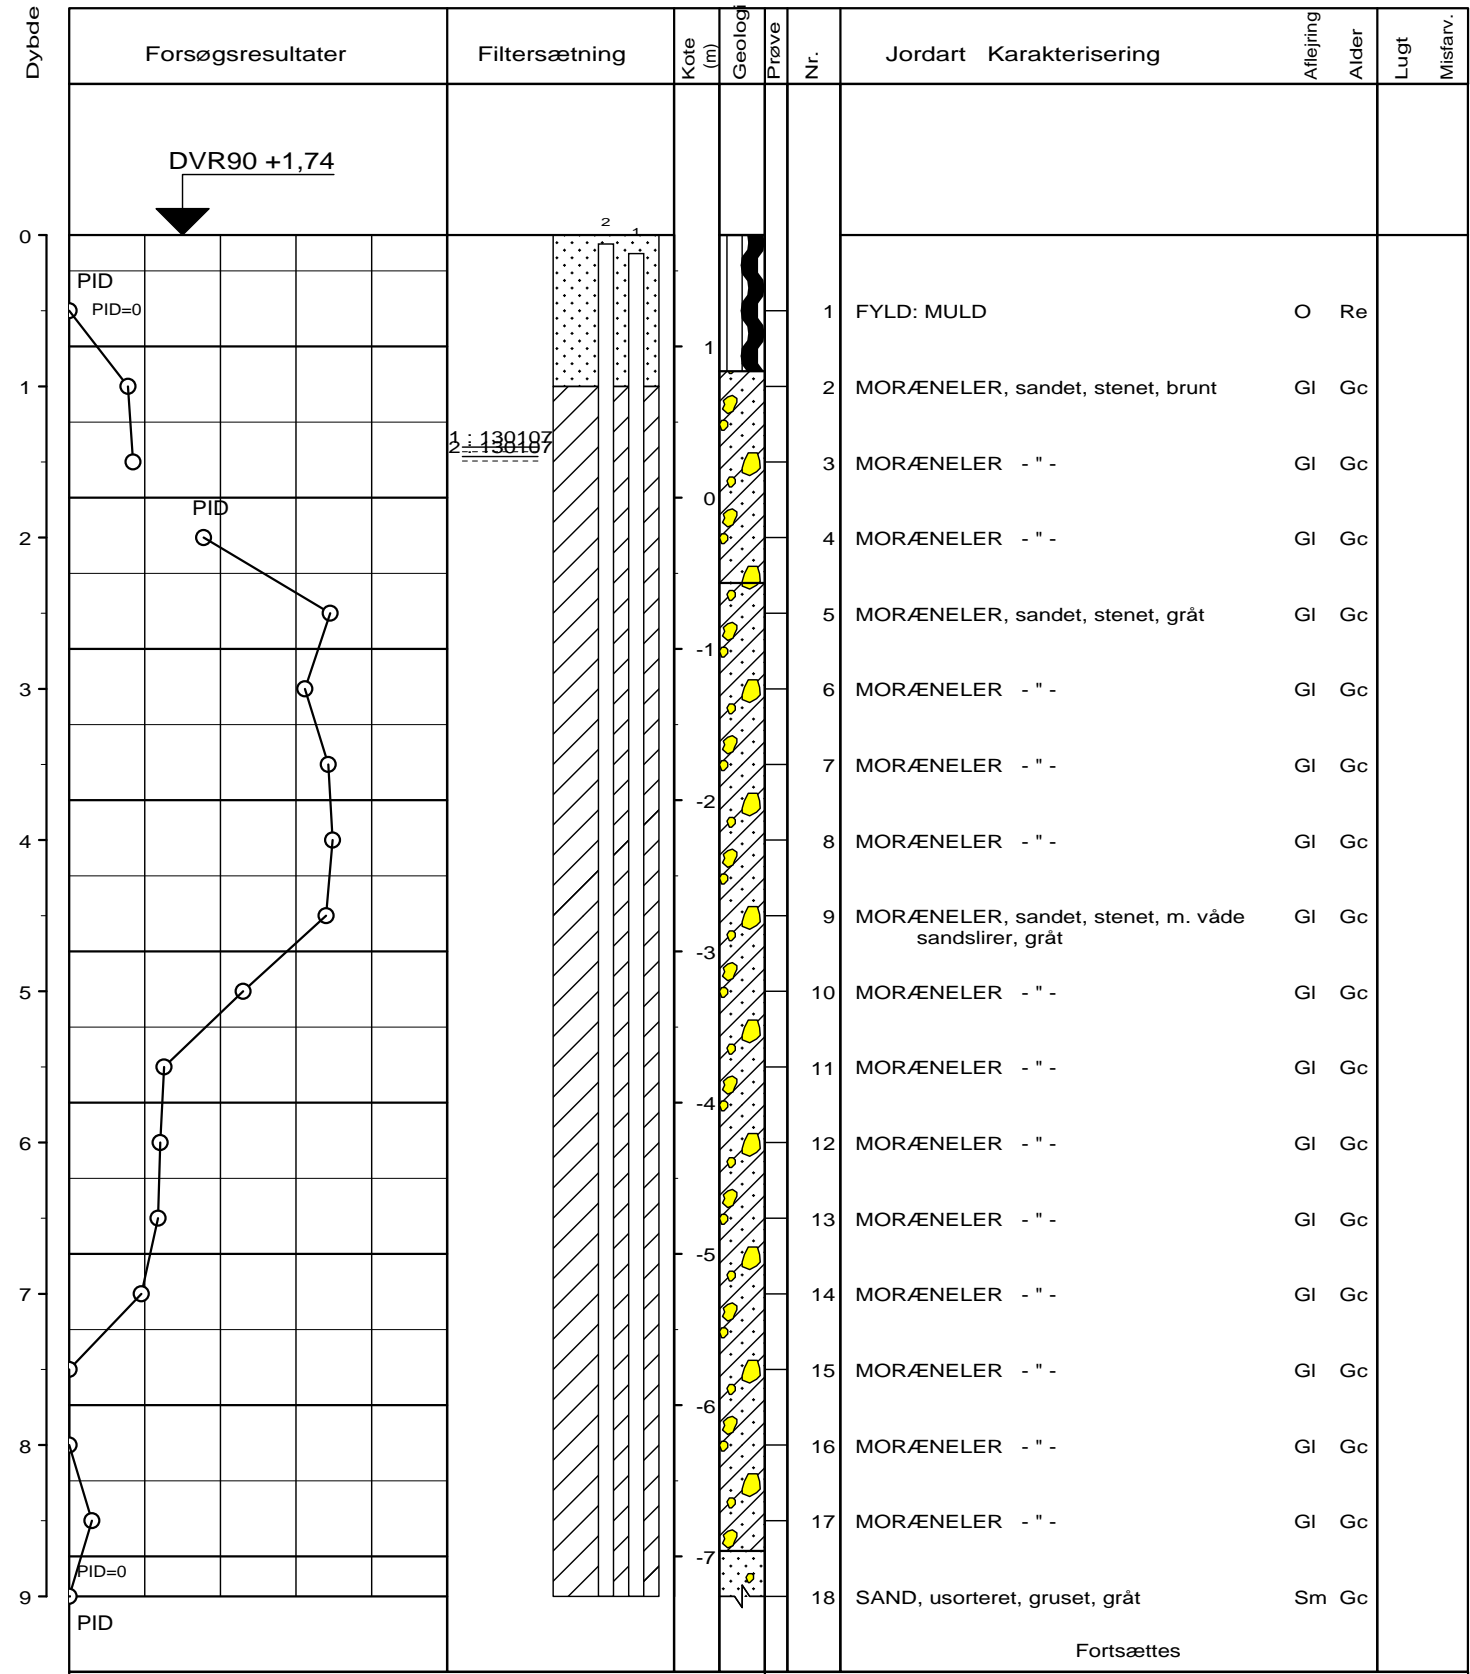 Dybde Forsøgsresultater Filtersætning Kote (m) Geologi Prøve Nr. Jordart Karakterisering Aflejring Alder Lugt Misfarv.
DVR90 +1,74
2
1
0
PID
PID=0
1 FYLD: MULD O Re
1
1
2 MORÆNELER, sandet, stenet, brunt Gl Gc
1 : 130107
2 : 130107
3 MORÆNELER - " - Gl Gc
0
PID
2
4 MORÆNELER - " - Gl Gc
5 MORÆNELER, sandet, stenet, gråt Gl Gc
-1
3
6 MORÆNELER - " - Gl Gc
7 MORÆNELER - " - Gl Gc
-2
4
8 MORÆNELER - " - Gl Gc
9 MORÆNELER, sandet, stenet, m. våde Gl Gc
sandslirer, gråt
-3
5
10 MORÆNELER - " - Gl Gc
11 MORÆNELER - " - Gl Gc
-4
6
12 MORÆNELER - " - Gl Gc
13 MORÆNELER - " - Gl Gc
-5
7
14 MORÆNELER - " - Gl Gc
15 MORÆNELER - " - Gl Gc
-6
8
16 MORÆNELER - " - Gl Gc
17 MORÆNELER - " - Gl Gc
-7
PID=0
9
18 SAND, usorteret, gruset, gråt Sm Gc
PID
Fortsættes